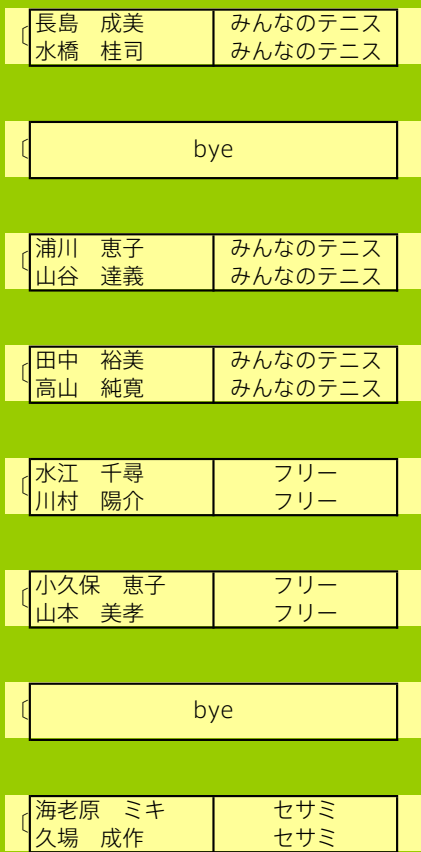 長島　成美　みんなのテニス
水橋　桂司　みんなのテニス
bye
浦川　恵子　みんなのテニス
山谷　達義　みんなのテニス
田中　裕美　みんなのテニス
高山　純寛　みんなのテニス
水江　千尋　フリー
川村　陽介　フリー
小久保　恵子　フリー
山本　美孝　フリー
bye
海老原　ミキ　セサミ
久場　成作　セサミ